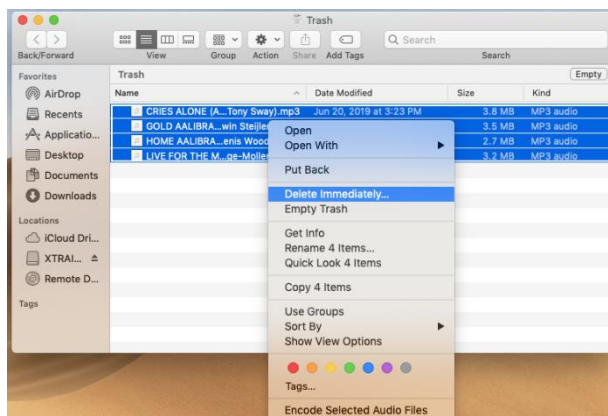 Trash
Search
Back/Forward
View
Group
Action
Share
Add Tags
Search
Favorites
AirDrop
Recents
Applicatio...
Desktop
Documents
Downloads
Locations
iCloud Dri...
XTRAI...
Remote D...
Tags
Trash
Empty
Name
Date Modified
Size
Kind
CRIES ALONE (A...Tony Sway).mp3 Jun 20, 2019 at 3:23 PM 3.8 MB MP3 audio
GOLD AALIBRA...win Steijle 3.5 MB MP3 audio
HOME AALIBRA...enis Wood 2.7 MB MP3 audio
LIVE FOR THE M...ge-Molle 3.2 MB MP3 audio
Open
Open With
Put Back
Delete Immediately...
Empty Trash
Get Info
Rename 4 Items...
Quick Look 4 Items
Copy 4 Items
Use Groups
Sort By
Show View Options
Tags...
Encode Selected Audio Files